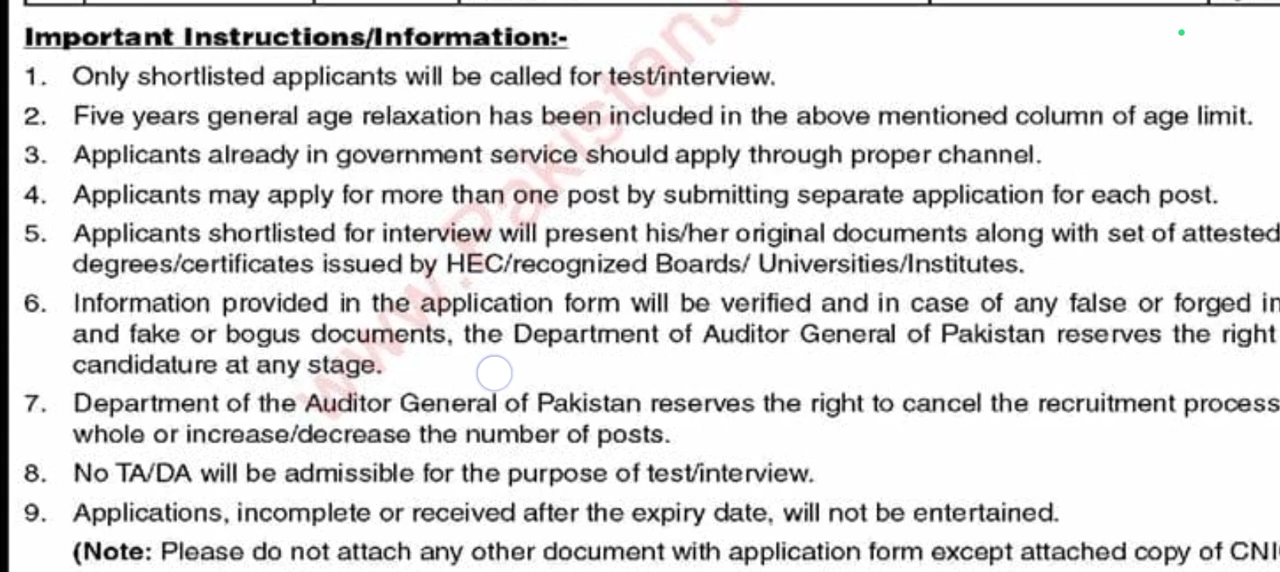 Important Instructions/Information:-
1. Only shortlisted applicants will be called for test/interview.
2. Five years general age relaxation has been included in the above mentioned column of age limit.
3. Applicants already in government service should apply through proper channel.
4. Applicants may apply for more than one post by submitting separate application for each post.
5. Applicants shortlisted for interview will present his/her original documents along with set of attested
degrees/certificates issued by HEC/recognized Boards/ Universities/Institutes.
6. Information provided in the application form will be verified and in case of any false or forged
and fake or bogus documents, the Department of Auditor General of Pakistan reserves the right
candidature at any stage.
7. Department of the Auditor General of Pakistan reserves the right to cancel the recruitment process
whole or increase/decrease the number of posts.
8. No TA/DA will be admissible for the purpose of test/interview.
9. Applications, incomplete or received after the expiry date, will not be entertained.
(Note: Please do not attach any other document with application form except attached copy of
www.Pakistan